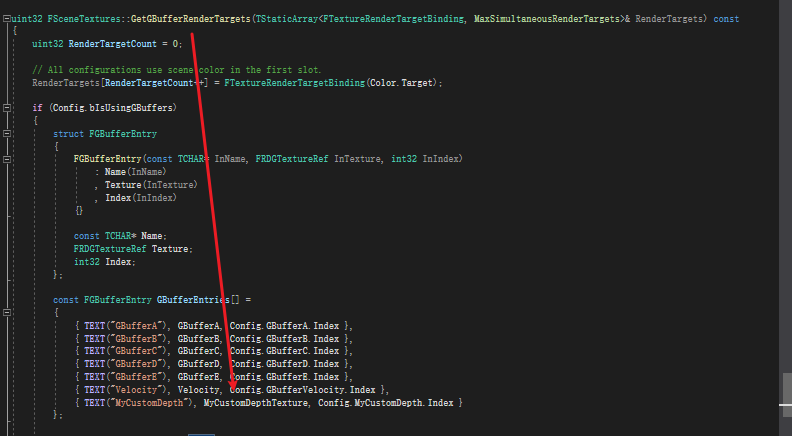 uint32 FSceneTextures::GetGBufferRenderTargets(TStaticArray<FTextureRenderTargetBinding, MaxSimultaneousRenderTargets>& RenderTargets) const
{
uint32 RenderTargetCount = 0;
// All configurations use scene color in the first slot.
RenderTargets[RenderTargetCount++] = FTextureRenderTargetBinding(Color.Target);
if (Config.bIsUsingGBuffers)
{
struct FGBufferEntry
{
FGBufferEntry(const TCHAR* InName, FRDGTextureRef InTexture, int32 InIndex)
: Name(InName)
, Texture(InTexture)
, Index(InIndex)
{}
const TCHAR* Name;
FRDGTextureRef Texture;
int32 Index;
};
const FGBufferEntry GBufferEntries[] =
{
{ TEXT("GBufferA"), GBufferA, Config.GBufferA.Index },
{ TEXT("GBufferB"), GBufferB, Config.GBufferB.Index },
{ TEXT("GBufferC"), GBufferC, Config.GBufferC.Index },
{ TEXT("GBufferD"), GBufferD, Config.GBufferD.Index },
{ TEXT("GBufferE"), GBufferE, Config.GBufferE.Index },
{ TEXT("Velocity"), Velocity, Config.GBufferVelocity.Index },
{ TEXT("MyCustomDepth"), MyCustomDepthTexture, Config.MyCustomDepth.Index }
};